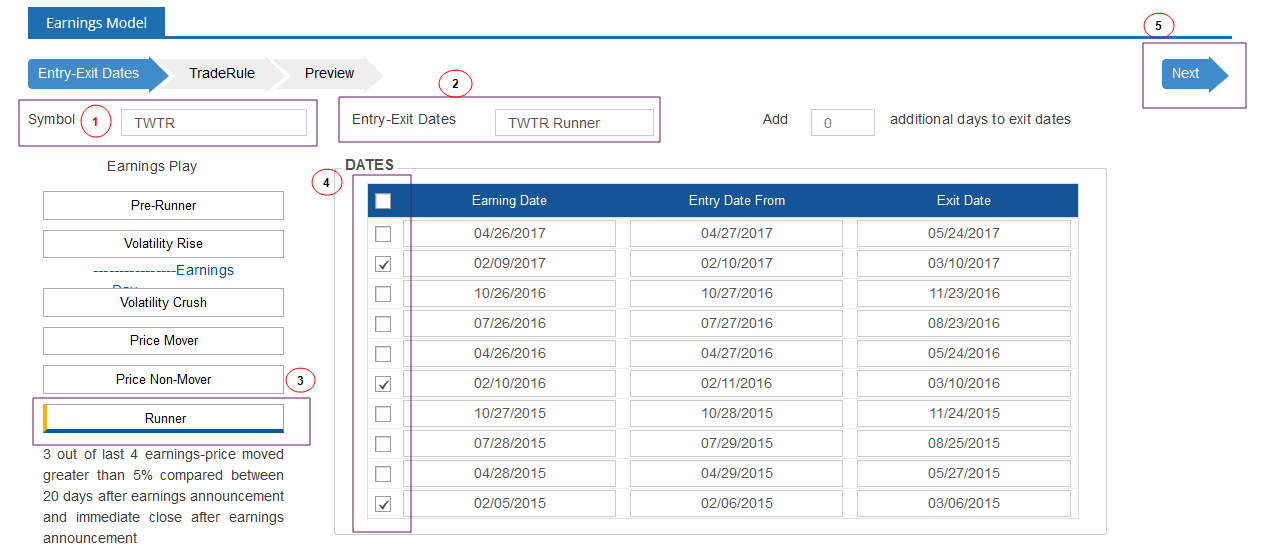 Earnings Model
5
Entry-Exit Dates TradeRule Preview
2
Next
Symbol 1 TWTR Entry-Exit Dates TWTR Runner Add 0 additional days to exit dates
Earnings Play
DATES
4
Earning Date Entry Date From Exit Date
Pre-Runner
04/26/2017 04/27/2017 05/24/2017
Volatility Rise
02/09/2017 02/10/2017 03/10/2017
----------------Earnings
10/26/2016 10/27/2016 11/23/2016
Volatility Crush
07/26/2016 07/27/2016 08/23/2016
Price Mover
04/26/2016 04/27/2016 05/24/2016
Price Non-Mover 3
02/10/2016 02/11/2016 03/10/2016
Runner
10/27/2015 10/28/2015 11/24/2015
07/28/2015 07/29/2015 08/25/2015
04/28/2015 04/29/2015 05/27/2015
02/05/2015 02/06/2015 03/06/2015
3 out of last 4 earnings-price moved
greater than 5% compared between
20 days after earnings announcement
and immediate close after earnings
announcement